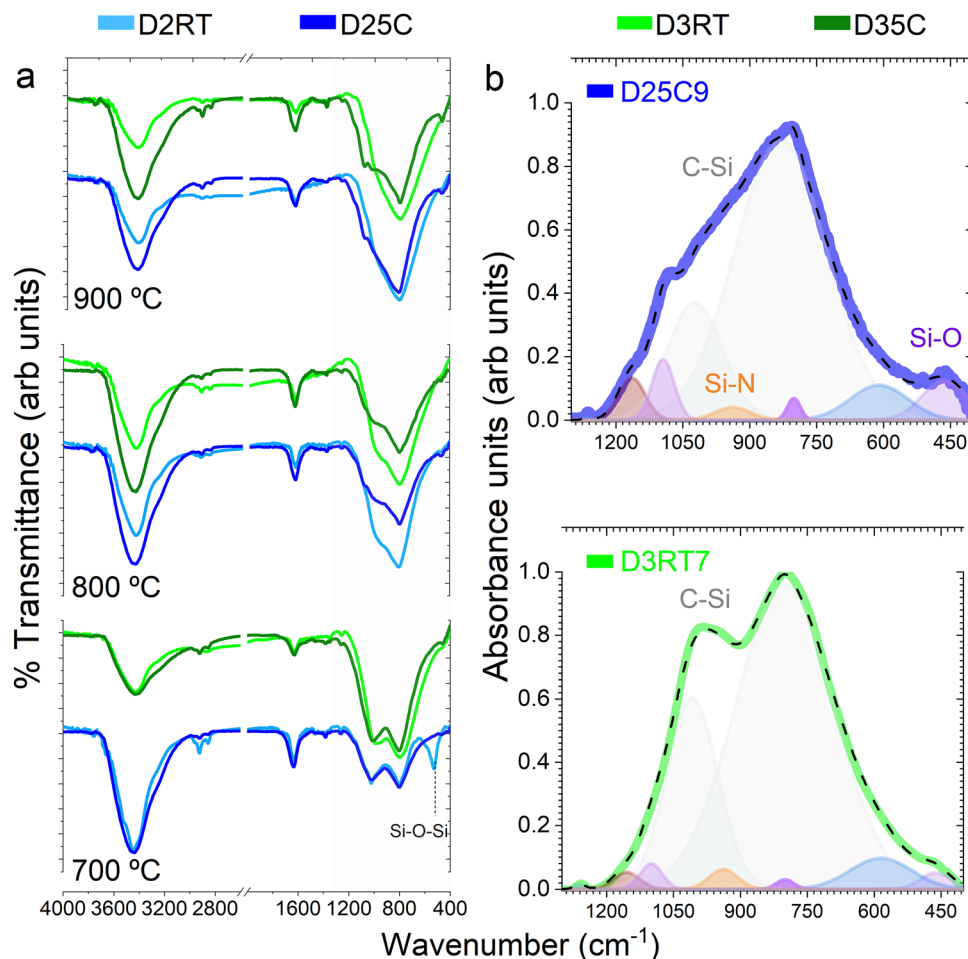 D2RT D25C D3RT D35C
a
% Transmittance (arb units)
900 ºC
800 ºC
700 ºC
Si-O-Si
4000 3200 2800 1600 1200 800 400
b
Absorbance units (arb units)
D25C9
C-Si
Si-N
Si-O
1.0
0.8
0.6
0.4
0.2
0.0
1200 1050 900 750 600 450
D3RT7
C-Si
1.0
0.8
0.6
0.4
0.2
0.0
1200 1050 900 750 600 450
Wavenumber (cm⁻¹)